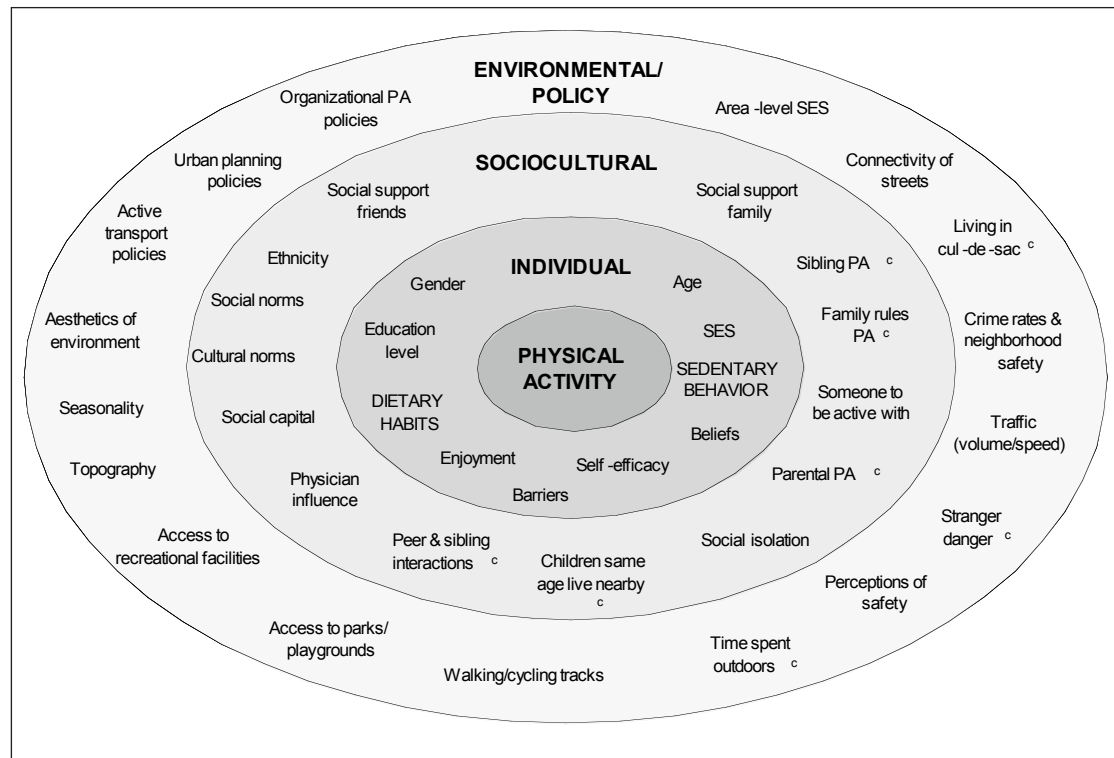 ENVIRONMENTAL/
POLICY
Organizational PA
policies
Area -level SES
Urban planning
policies
Connectivity of
streets
Active
transport
policies
Living in
cul -de -sac c
Aesthetics of
environment
Crime rates &
neighborhood
safety
Seasonality
Traffic
(volume/speed)
Topography
Stranger
danger c
Access to
recreational facilities
Perceptions of
safety
Access to parks/
playgrounds
Walking/cycling tracks
Time spent
outdoors c
SOCIOCULTURAL
Social support
friends
Social support
family
Ethnicity
Sibling PA c
Social norms
Family rules
PA c
Cultural norms
Someone to
be active with
Social capital
Parental PA c
Physician
influence
Social isolation
Peer & sibling
interactions c
Children same
age live nearby
c
INDIVIDUAL
Gender
Age
Education
level
SES
DIETARY
HABITS
SEDENTARY
BEHAVIOR
Beliefs
Enjoyment
Self -efficacy
Barriers
PHYSICAL
ACTIVITY